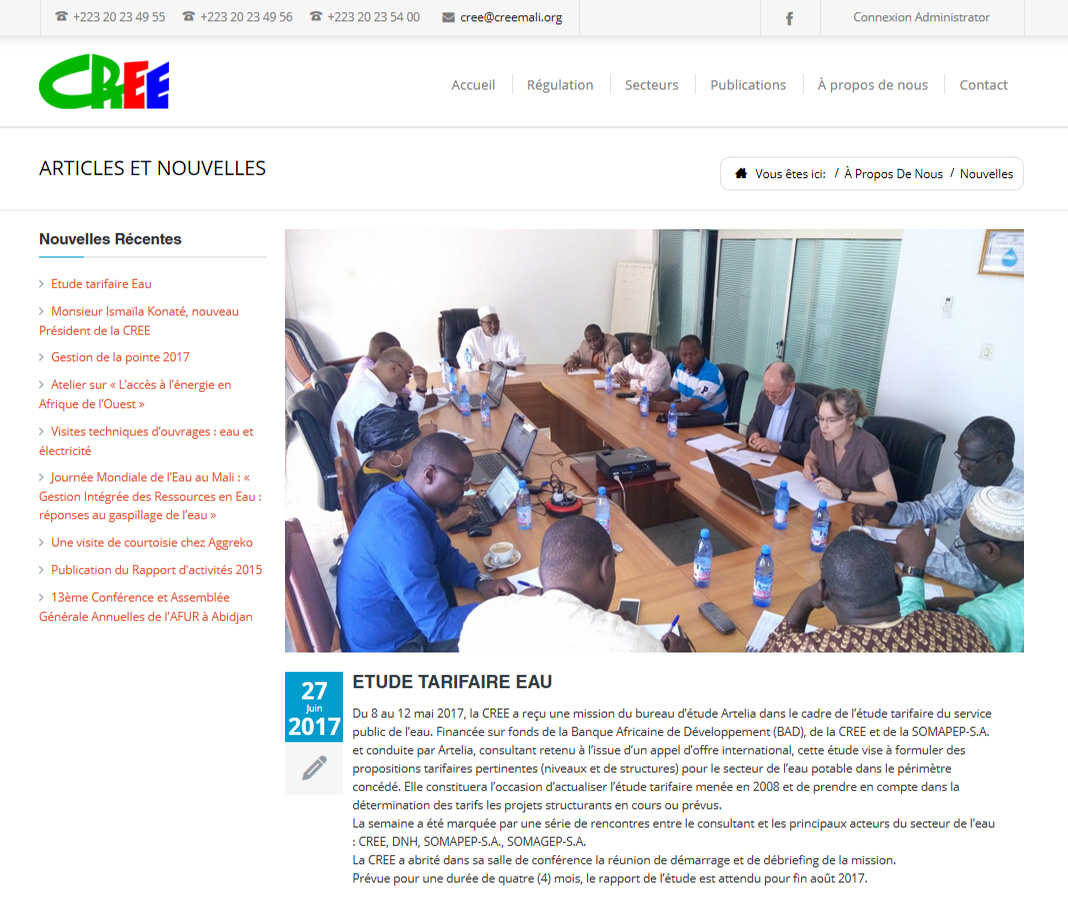 +223 20 23 49 55 +223 20 23 49 56 +223 20 23 54 00 cree@creemali.org Connexion Administrator
CREE
Accueil Régulation Secteurs Publications À propos de nous Contact
ARTICLES ET NOUVELLES
Vous êtes ici: / À Propos De Nous / Nouvelles
Nouvelles Récentes
Etude tarifaire Eau
Monsieur Ismaïla Konaté, nouveau
Président de la CREE
Gestion de la pointe 2017
Atelier sur « L’accès à l’énergie en
Afrique de l’Ouest »
Visites techniques d’ouvrages : eau et
électricité
Journée Mondiale de l’Eau au Mali : «
Gestion Intégrée des Ressources en Eau :
réponses au gaspillage de l’eau »
Une visite de courtoisie chez Aggreko
Publication du Rapport d'activités 2015
13ème Conférence et Assemblée
Générale Annuelles de l'AFUR à Abidjan
27
Juin
2017
ETUDE TARIFAIRE EAU
Du 8 au 12 mai 2017, la CREE a reçu une mission du bureau d’étude Artelia dans le cadre de l’étude tarifaire du service
public de l’eau. Financée sur fonds de la Banque Africaine de Développement (BAD), de la CREE et de la SOMAPEP-S.A.
et conduite par Artelia, consultant retenu à l’issue d’un appel d’offre international, cette étude vise à formuler des
propositions tarifaires pertinentes (niveaux et de structures) pour le secteur de l’eau potable dans le périmètre
concédé. Elle constituera l’occasion d’actualiser l’étude tarifaire menée en 2008 et de prendre en compte dans la
détermination des tarifs les projets structurants en cours ou prévus.
La semaine a été marquée par une série de rencontres entre le consultant et les principaux acteurs du secteur de l’eau
: CREE, DNH, SOMAPEP-S.A., SOMAGEP-S.A.
La CREE a abrité dans sa salle de conférence la réunion de démarrage et de débriefing de la mission.
Prévue pour une durée de quatre (4) mois, le rapport de l’étude est attendu pour fin août 2017.